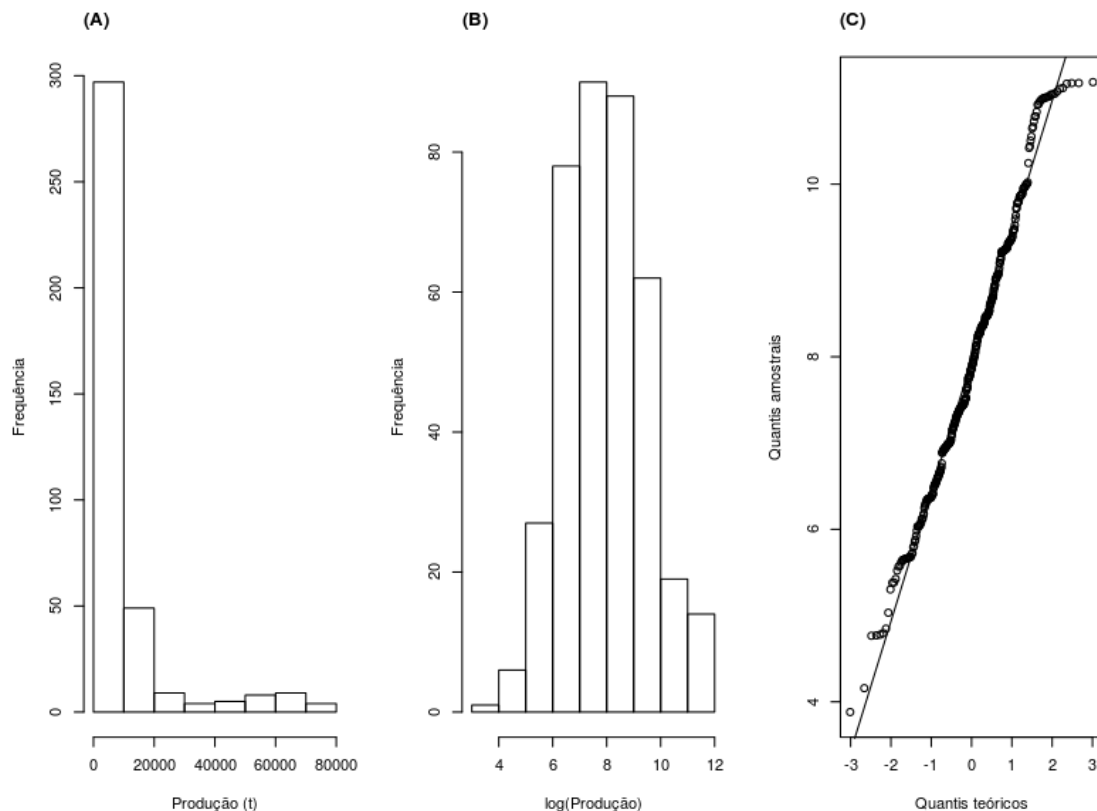 (A)
Frequência
0
50
100
150
200
250
300
0 20000 40000 60000 80000
Produção (t)
(B)
Frequência
0
20
40
60
80
4 6 8 10 12
log(Produção)
(C)
Quantis amostrais
4
6
8
10
-3 -2 -1 0 1 2 3
Quantis teóricos